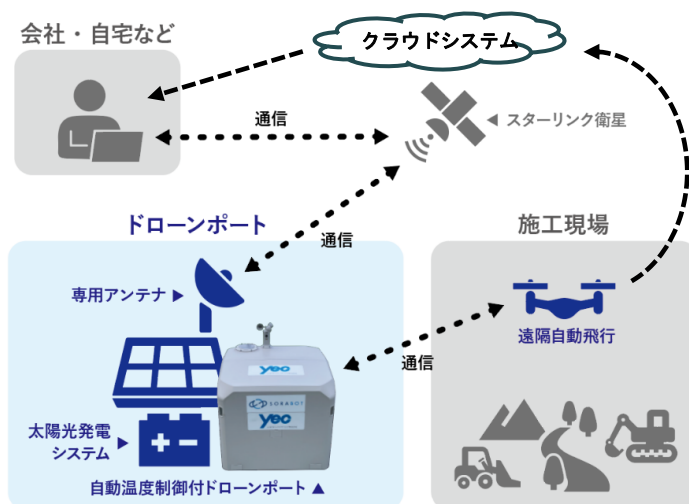 会社・自宅など
クラウドシステム
通信
スターリンク衛星
ドローンポート
通信
施工現場
専用アンテナ
遠隔自動飛行
通信
yec
SORABOT
yec
太陽光発電
システム
自動温度制御付ドローンポート